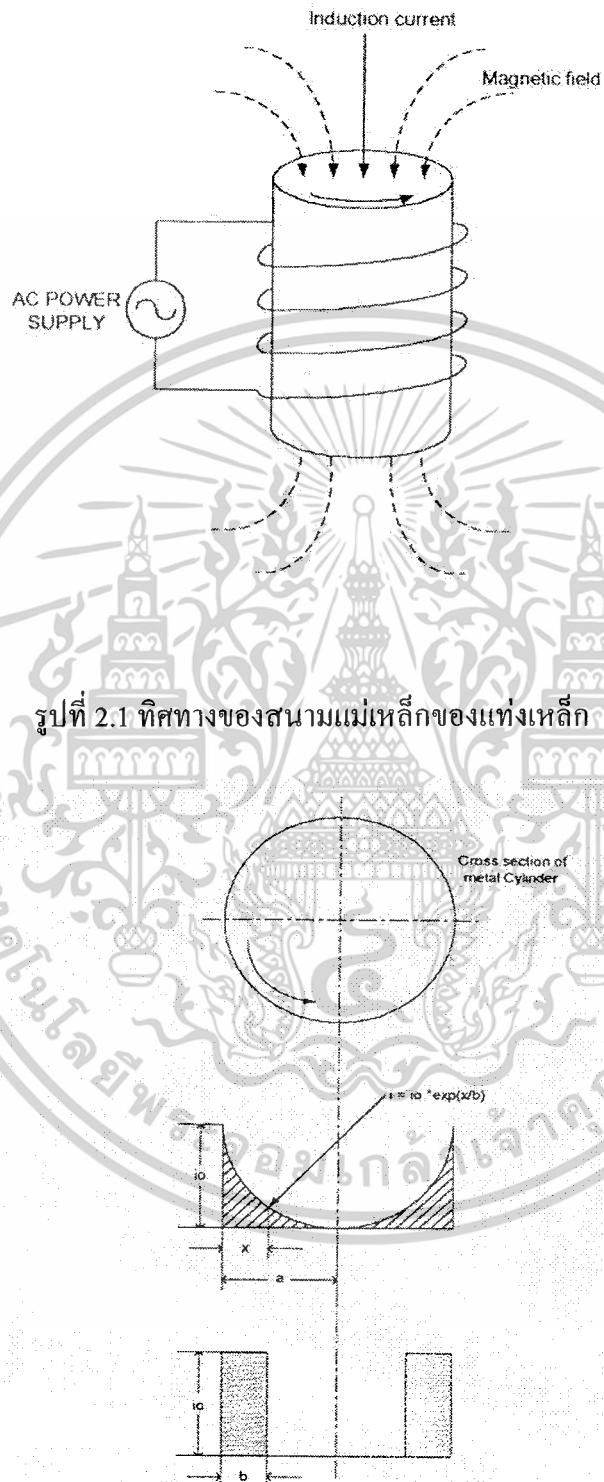 Induction current
Magnetic field
AC POWER
SUPPLY
รูปที่ 2.1 ทิศทางของสนามแม่เหล็กของแท่งเหล็ก
Cross section of
metal Cylinder
i = io *exp(x/b)
io
x
a
io
b